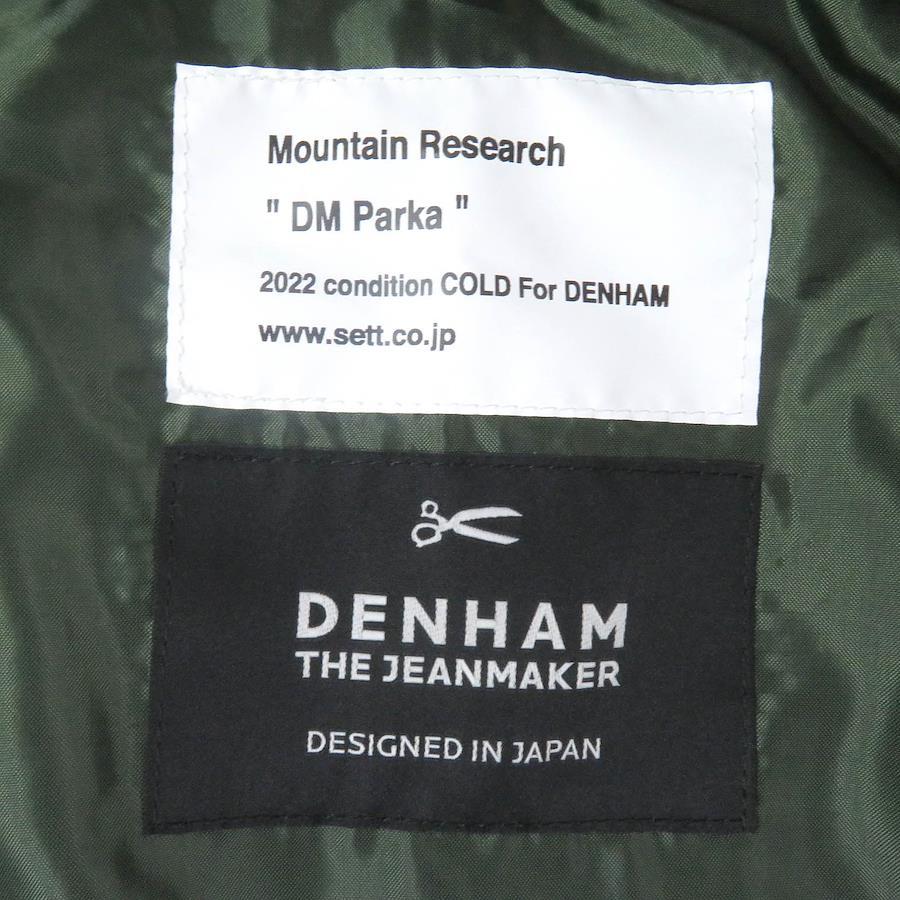 Mountain Research
" DM Parka "
2022 condition COLD For DENHAM
www.sett.co.jp
DENHAM
THE JEANMAKER
DESIGNED IN JAPAN